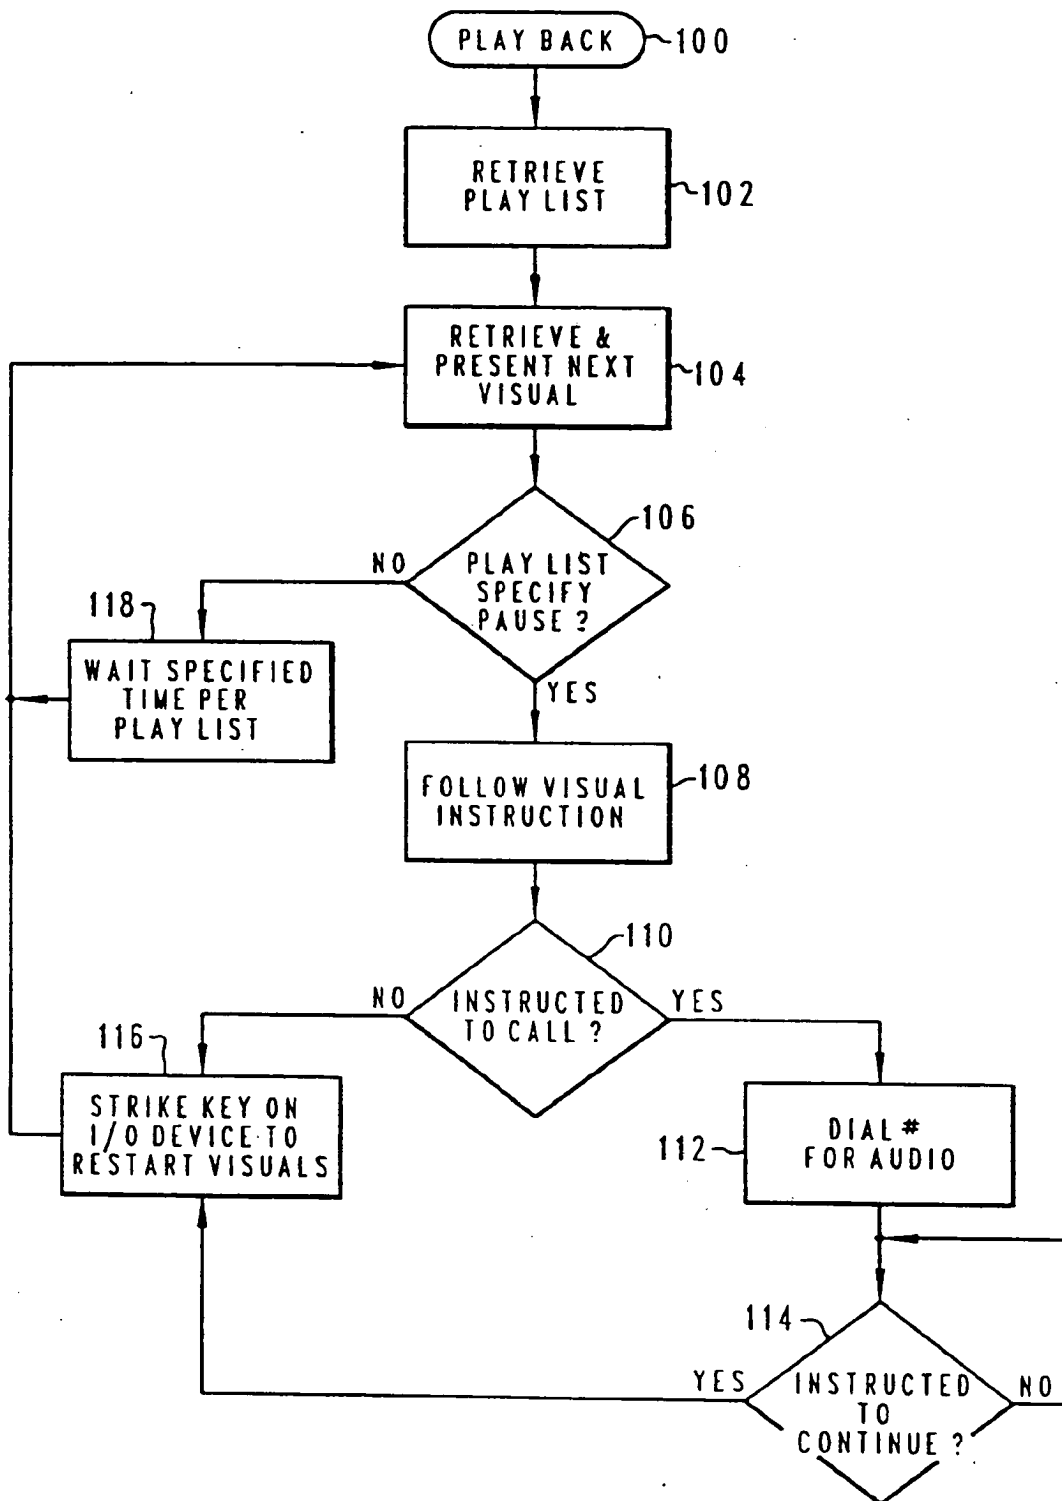 PLAY BACK
100
RETRIEVE
PLAY LIST
102
RETRIEVE &
PRESENT NEXT
VISUAL
104
106
NO
PLAY LIST
SPECIFY
PAUSE ?
118
WAIT SPECIFIED
TIME PER
PLAY LIST
YES
FOLLOW VISUAL
INSTRUCTION
108
110
NO
INSTRUCTED
TO CALL ?
YES
116
STRIKE KEY ON
I/O DEVICE TO
RESTART VISUALS
112
DIAL #
FOR AUDIO
114
YES
INSTRUCTED
TO
CONTINUE ?
NO